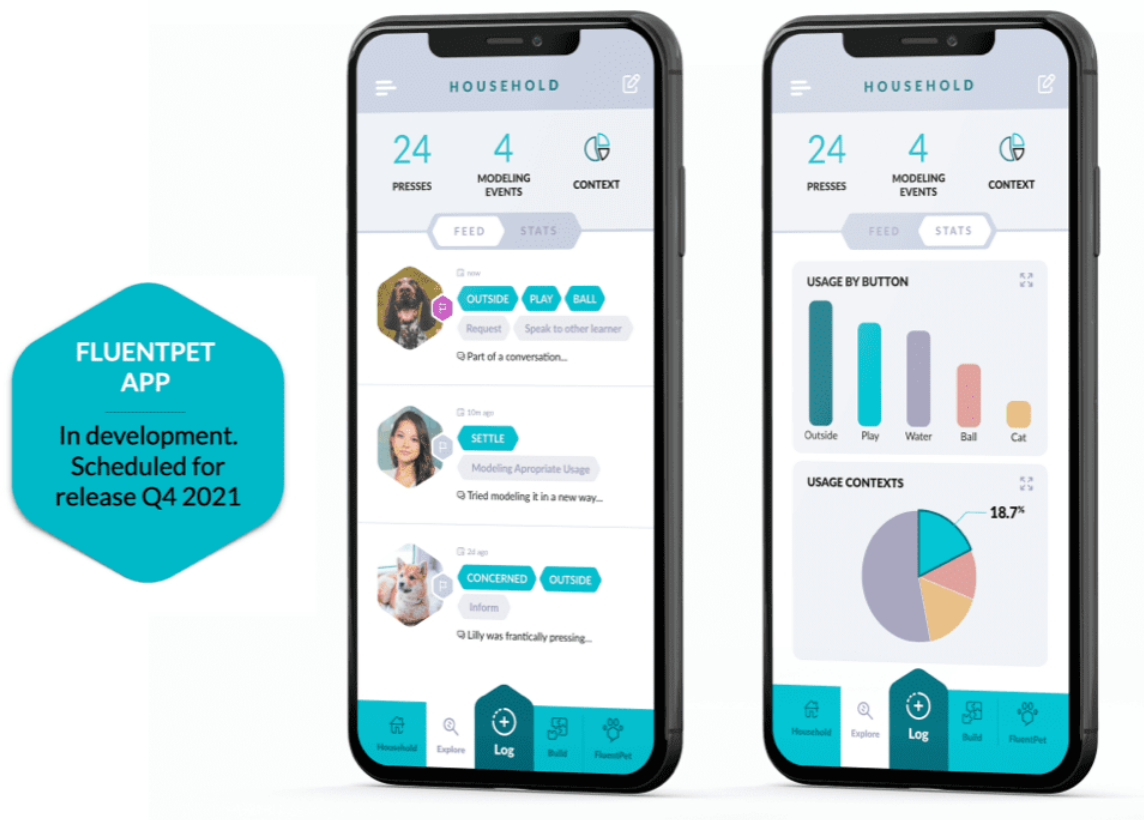 FLUENTPET
APP
In development.
Scheduled for
release Q4 2021
HOUSEHOLD
24
4
PRESSES
MODELING
EVENTS
CONTEXT
FEED
STATS
now
OUTSIDE
PLAY
BALL
Request
Speak to other learner
Part of a conversation...
10m ago
SETTLE
Modeling Apropriate Usage
Tried modeling it in a new way...
2d ago
CONCERNED
OUTSIDE
Inform
Lilly was frantically pressing...
Household
Explore
Log
Build
FluentPet
HOUSEHOLD
24
4
PRESSES
MODELING
EVENTS
CONTEXT
FEED
STATS
USAGE BY BUTTON
Outside
Play
Water
Ball
Cat
USAGE CONTEXTS
18.7%
Household
Explore
Log
Build
FluentPet